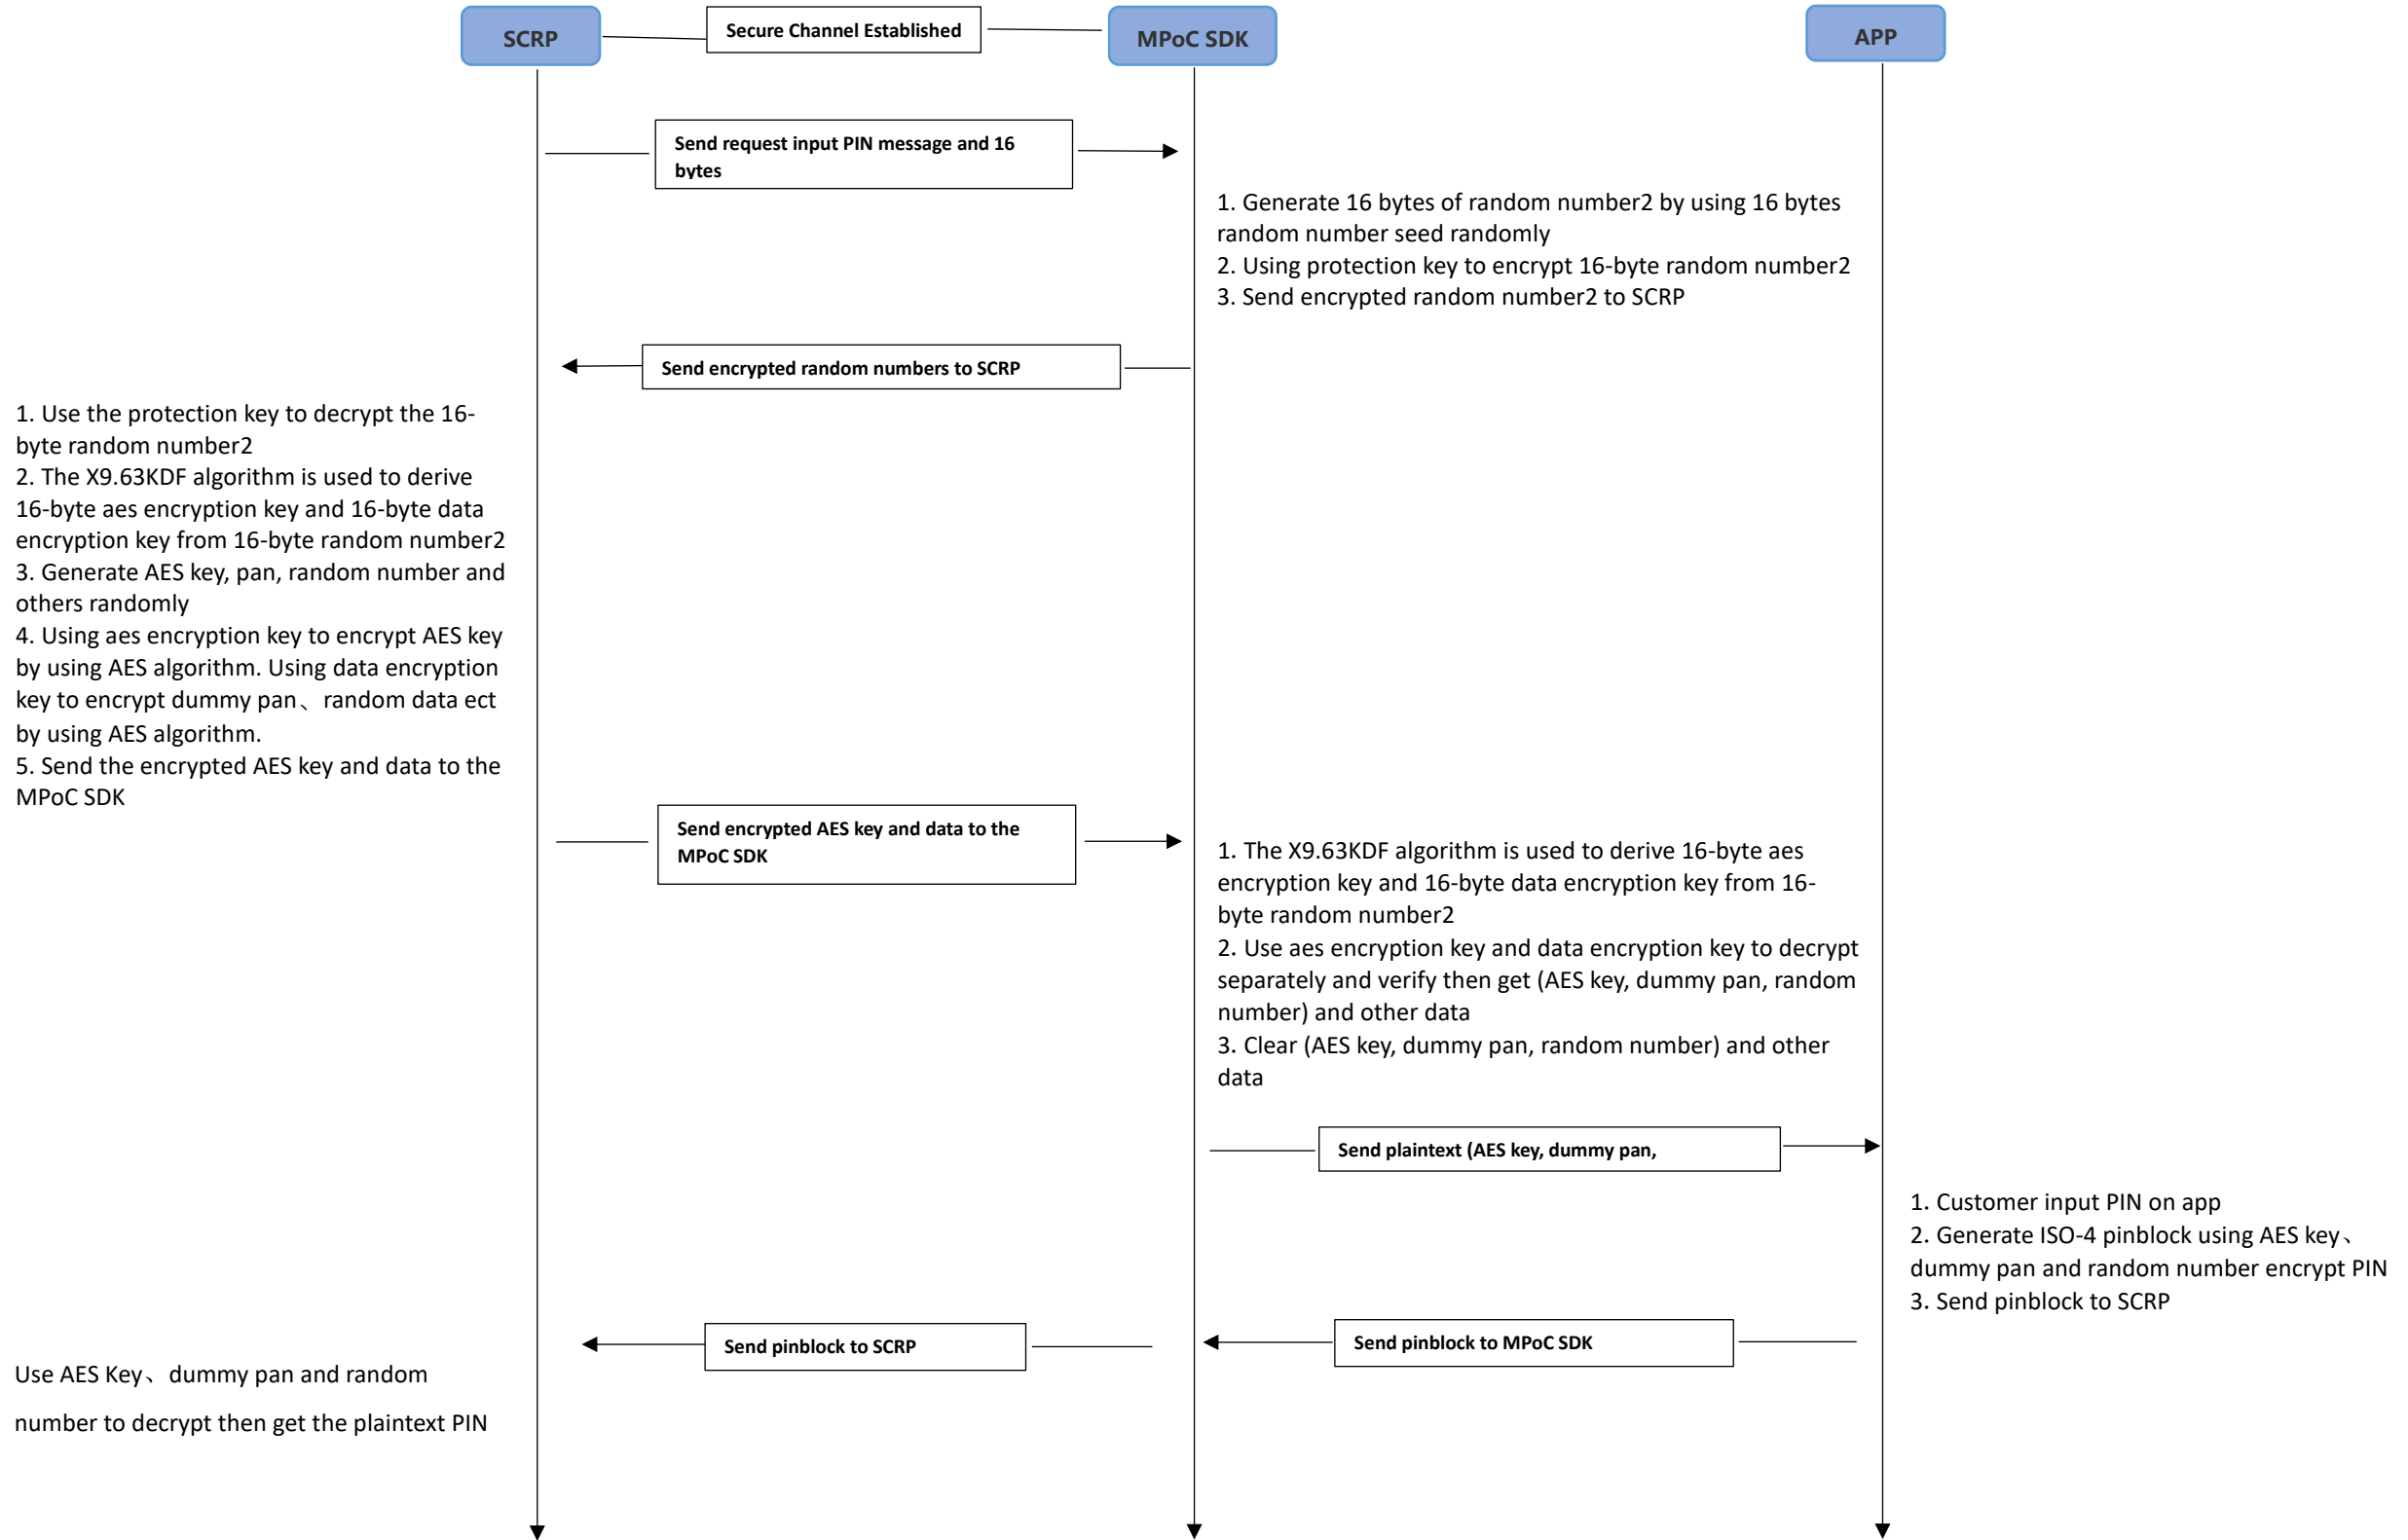 SCRP
Secure Channel Established
MPoC SDK
APP
Send request input PIN message and 16
bytes
1. Generate 16 bytes of random number2 by using 16 bytes
random number seed randomly
2. Using protection key to encrypt 16-byte random number2
3. Send encrypted random number2 to SCRP
Send encrypted random numbers to SCRP
1. Use the protection key to decrypt the 16-
byte random number2
2. The X9.63KDF algorithm is used to derive
16-byte aes encryption key and 16-byte data
encryption key from 16-byte random number2
3. Generate AES key, pan, random number and
others randomly
4. Using aes encryption key to encrypt AES key
by using AES algorithm. Using data encryption
key to encrypt dummy pan、random data ect
by using AES algorithm.
5. Send the encrypted AES key and data to the
MPoC SDK
Send encrypted AES key and data to the
MPoC SDK
1. The X9.63KDF algorithm is used to derive 16-byte aes
encryption key and 16-byte data encryption key from 16-
byte random number2
2. Use aes encryption key and data encryption key to decrypt
separately and verify then get (AES key, dummy pan, random
number) and other data
3. Clear (AES key, dummy pan, random number) and other
data
Send plaintext (AES key, dummy pan,
1. Customer input PIN on app
2. Generate ISO-4 pinblock using AES key、
dummy pan and random number encrypt PIN
3. Send pinblock to SCRP
Send pinblock to MPoC SDK
Send pinblock to SCRP
Use AES Key、dummy pan and random
number to decrypt then get the plaintext PIN